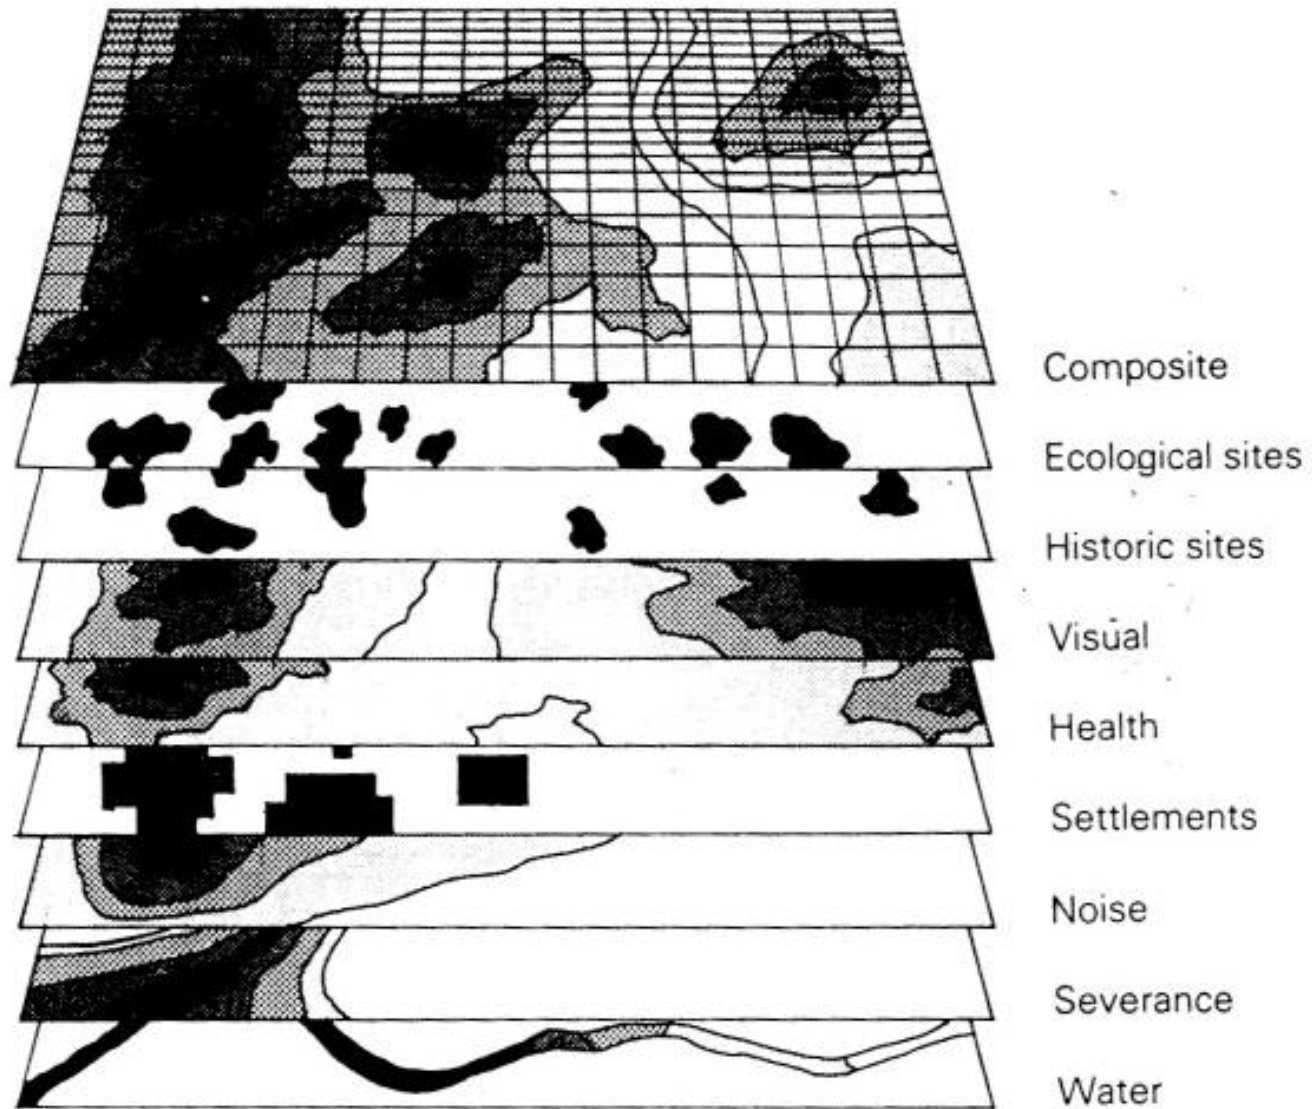 Composite
Ecological sites
Historic sites
Visual
Health
Settlements
Noise
Severance
Water